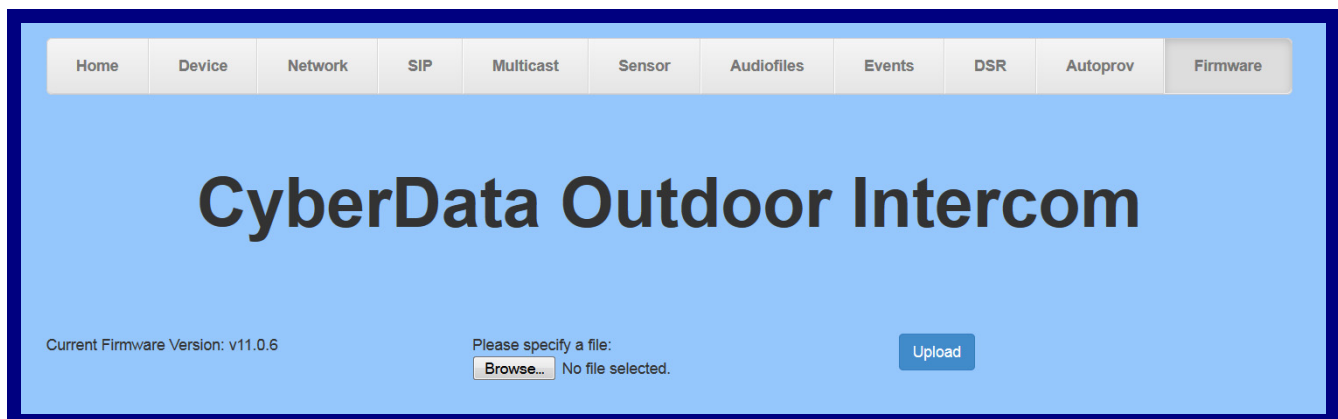 Home Device Network SIP Multicast Sensor Audiofiles Events DSR Autoprov Firmware
CyberData Outdoor Intercom
Current Firmware Version: v11.0.6
Please specify a file:
Browse... No file selected.
Upload